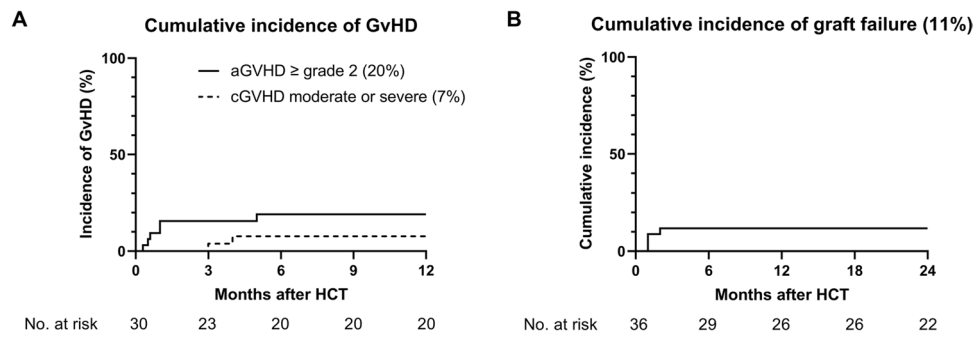 A
Cumulative incidence of GvHD
Incidence of GvHD (%)
100
50
0
aGVHD ≥ grade 2 (20%)
cGVHD moderate or severe (7%)
0 3 6 9 12
Months after HCT
No. at risk 30 23 20 20 20
B
Cumulative incidence of graft failure (11%)
Cumulative incidence (%)
100
50
0
0 6 12 18 24
Months after HCT
No. at risk 36 29 26 26 22